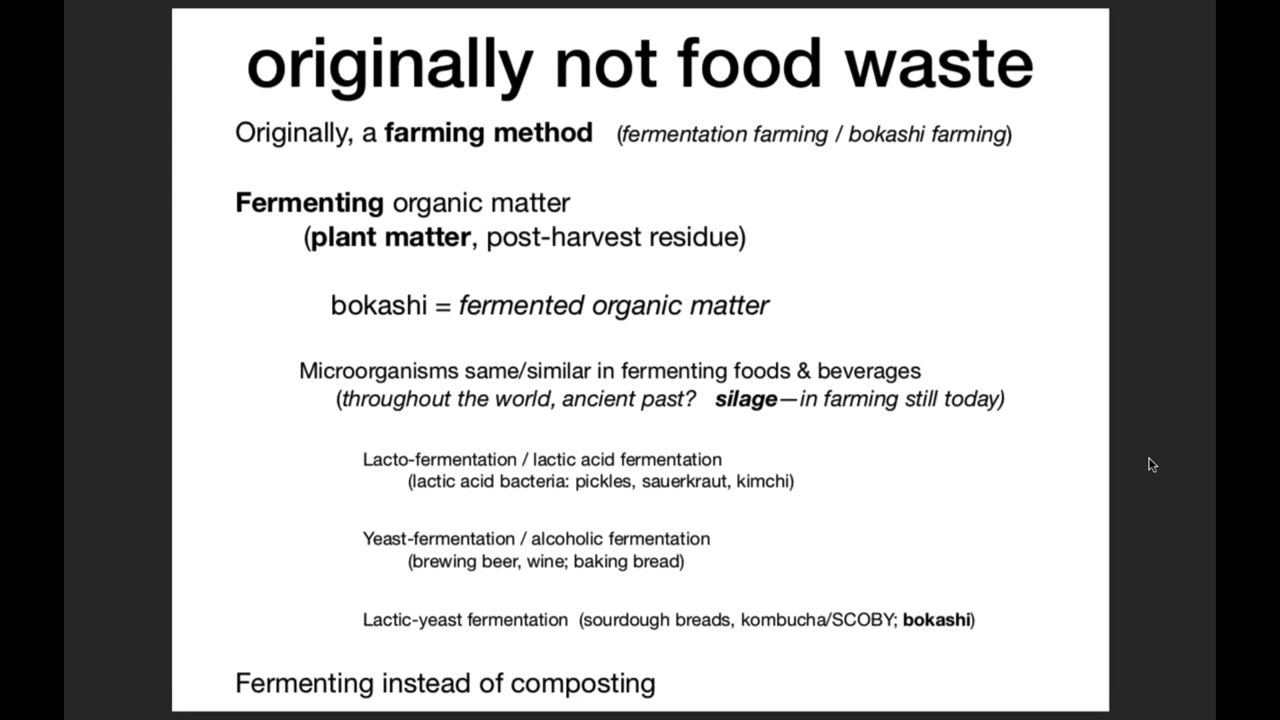 originally not food waste
Originally, a farming method (fermentation farming / bokashi farming)
Fermenting organic matter
(plant matter, post-harvest residue)
bokashi = fermented organic matter
Microorganisms same/similar in fermenting foods & beverages
(throughout the world, ancient past? silage—in farming still today)
Lacto-fermentation / lactic acid fermentation
(lactic acid bacteria: pickles, sauerkraut, kimchi)
Yeast-fermentation / alcoholic fermentation
(brewing beer, wine; baking bread)
Lactic-yeast fermentation (sourdough breads, kombucha/SCOBY; bokashi)
Fermenting instead of composting